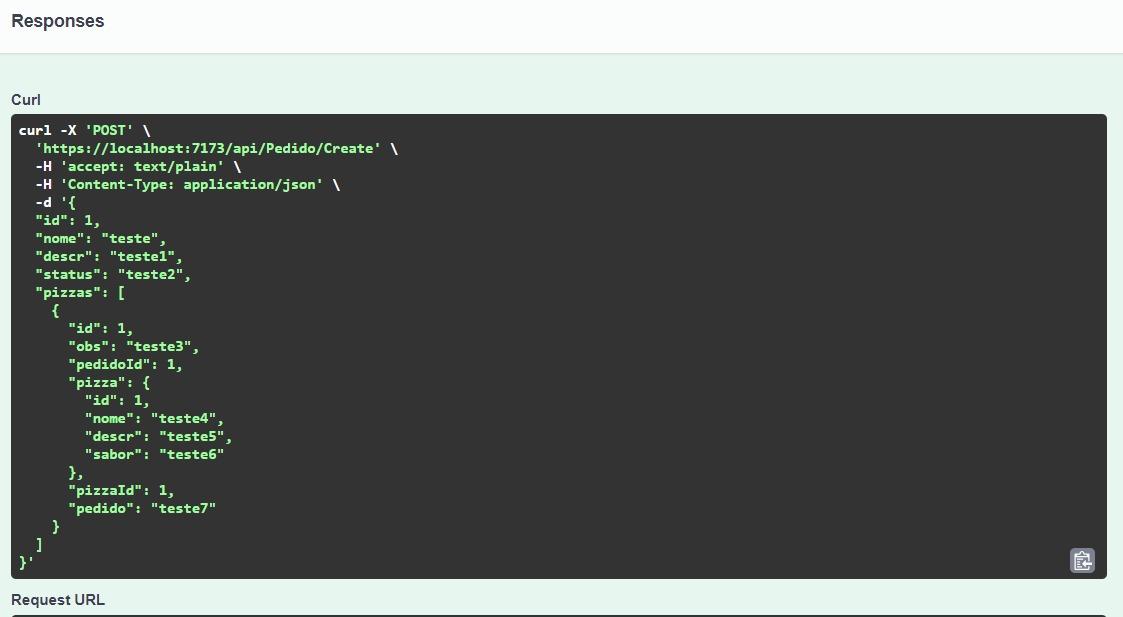 Responses
Curl
curl -X 'POST' \
  'https://localhost:7173/api/Pedido/Create' \
  -H 'accept: text/plain' \
  -H 'Content-Type: application/json' \
  -d '{
  "id": 1,
  "nome": "teste",
  "descr": "teste1",
  "status": "teste2",
  "pizzas": [
    {
      "id": 1,
      "obs": "teste3",
      "pedidoId": 1,
      "pizza": {
        "id": 1,
        "nome": "teste4",
        "descr": "teste5",
        "sabor": "teste6"
      },
      "pizzaId": 1,
      "pedido": "teste7"
    }
  ]
}'
Request URL